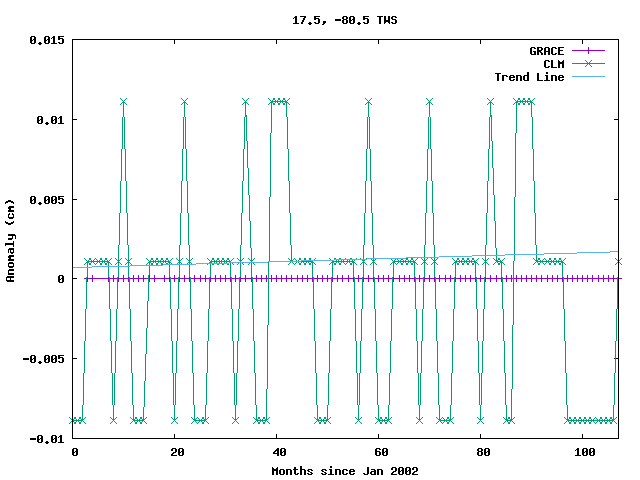 17.5, -80.5 TWS
0.015
GRACE
CLM
Trend Line
0.01
0.005
Anomaly (cm)
0
-0.005
-0.01
0 20 40 60 80 100
Months since Jan 2002